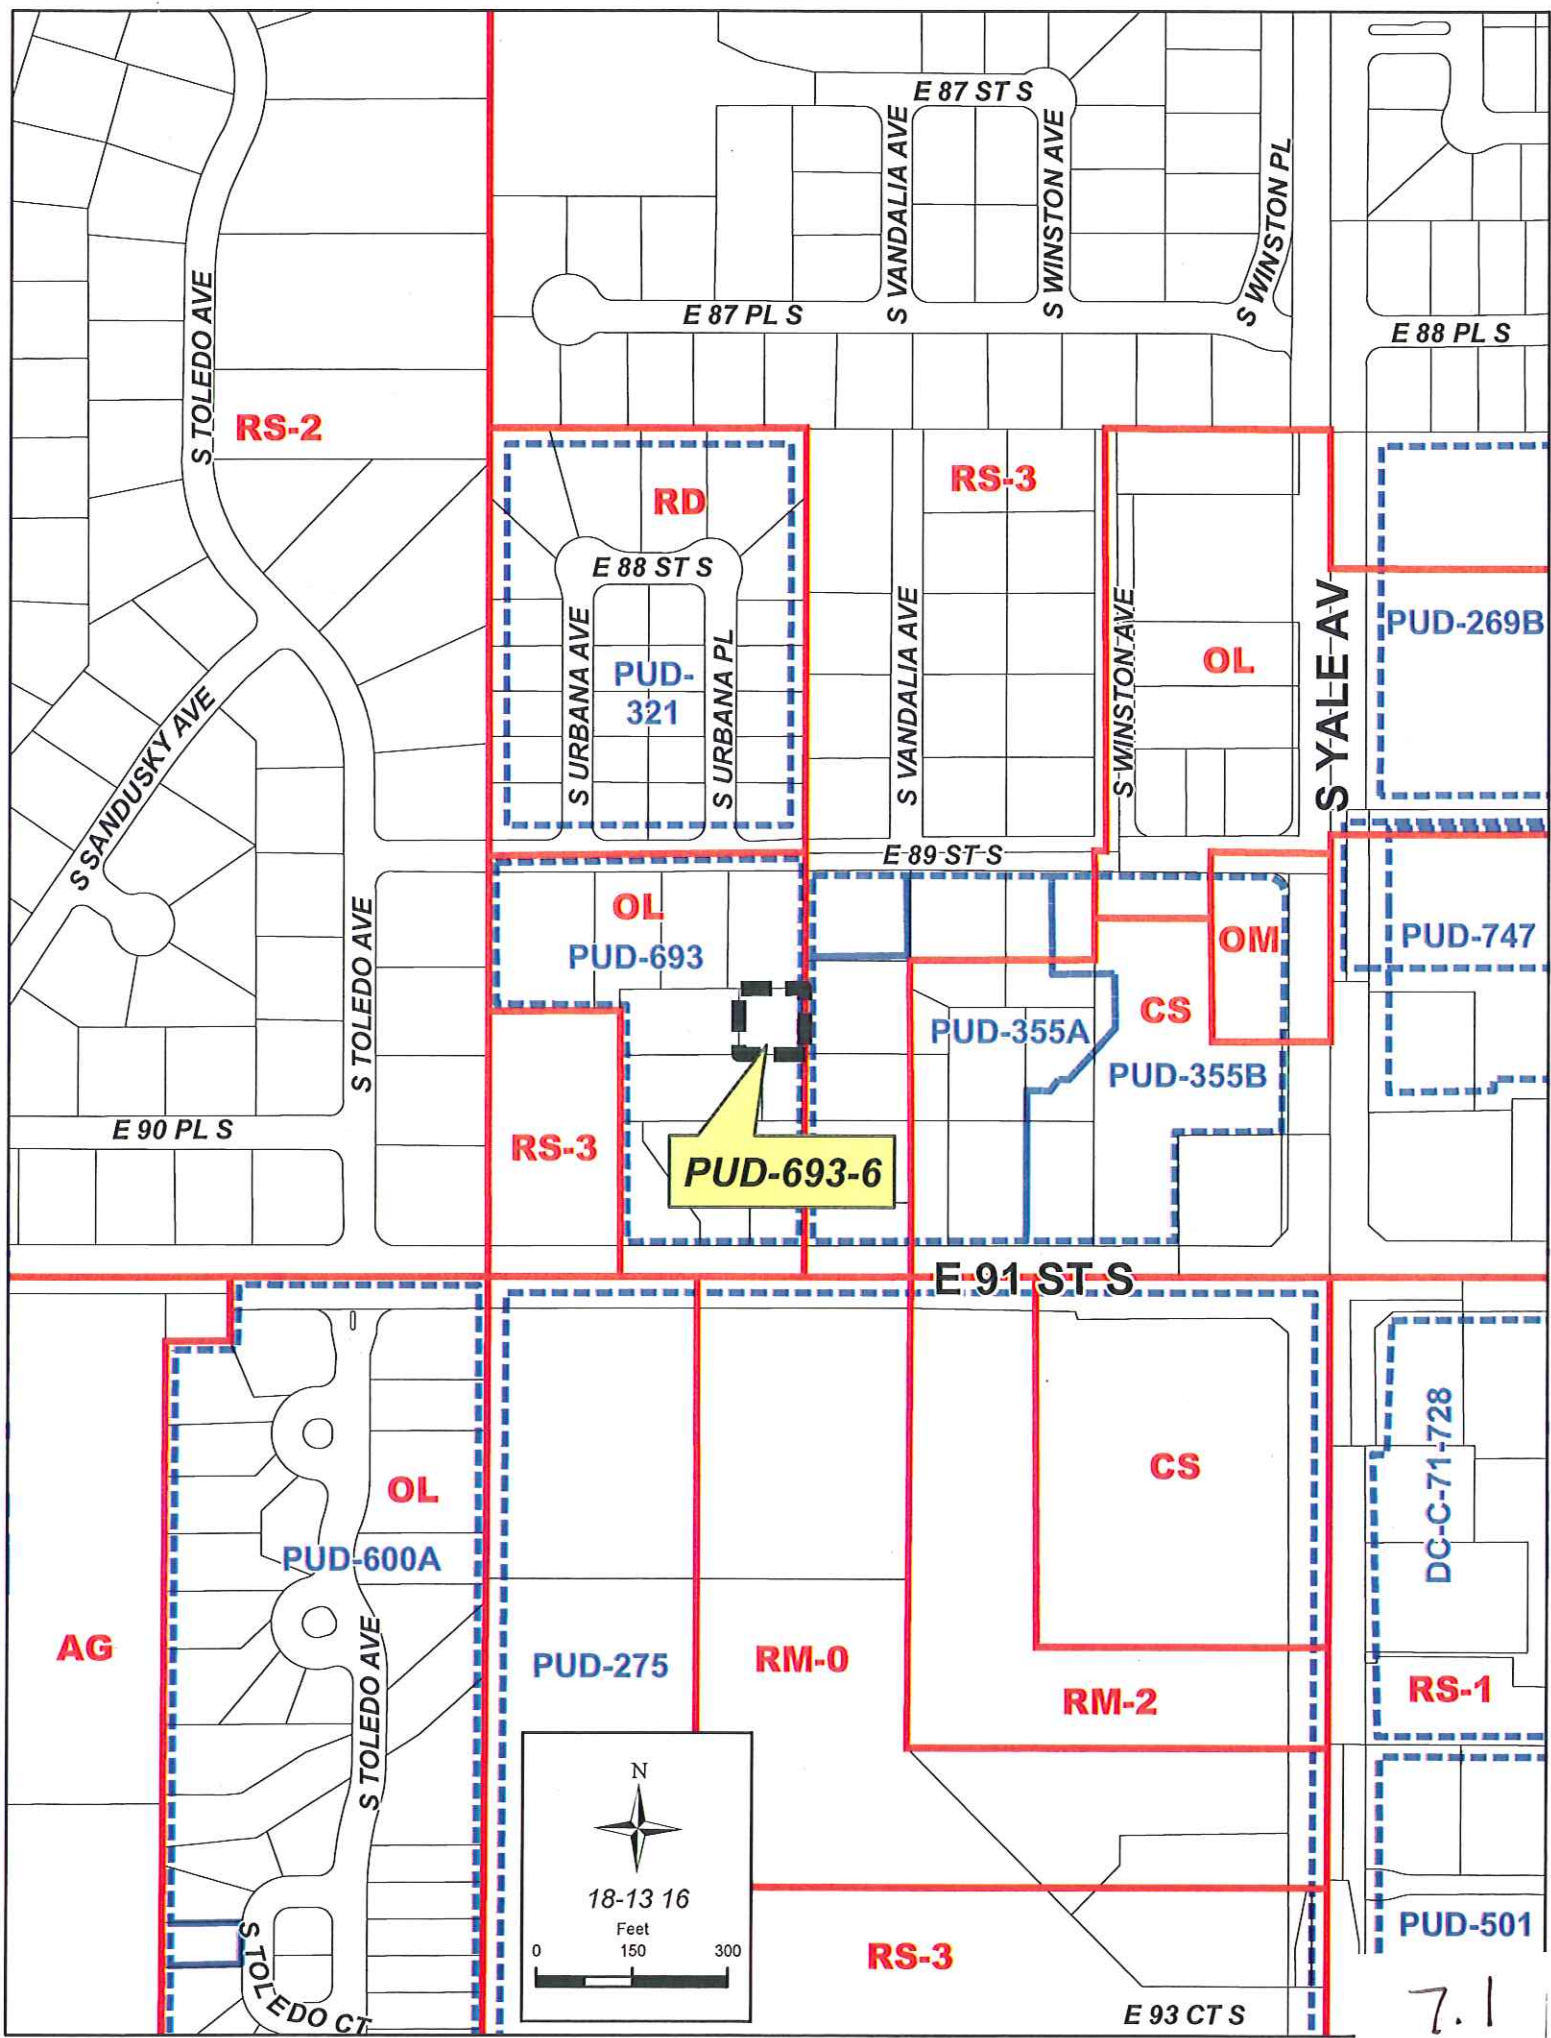 E 87 ST S
S VANDALIA AVE
S WINSTON AVE
S WINSTON PL
S TOLEDO AVE
E 87 PL S
E 88 PL S
RS-2
RD
RS-3
E 88 ST S
S URBANA AVE
PUD-
321
S URBANA PL
S VANDALIA AVE
S WINSTON AVE
OL
S YALE AV
PUD-269B
S SANDUSKY AVE
E 89 ST S
S TOLEDO AVE
OL
PUD-693
OM
PUD-747
CS
PUD-355A
PUD-355B
E 90 PL S
RS-3
PUD-693-6
E 91 ST S
DC-C-71-728
CS
OL
PUD-600A
AG
S TOLEDO AVE
PUD-275
RM-0
RM-2
RS-1
N
18-13 16
Feet
0 150 300
PUD-501
S TOLEDO CT
RS-3
E 93 CT S
7.1